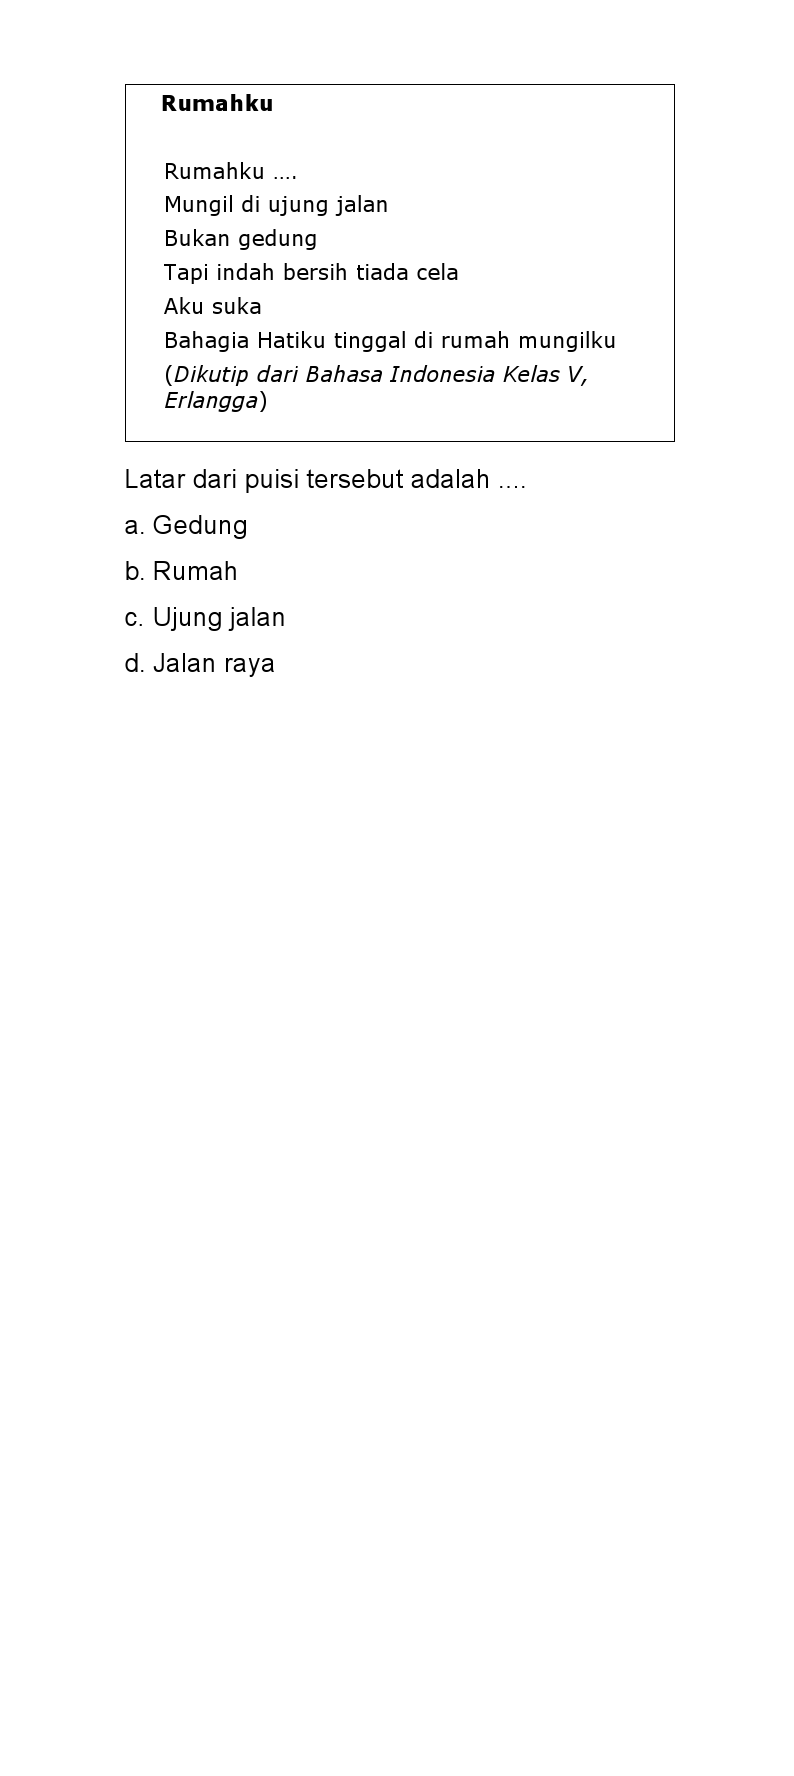 Rumahku
Rumahku ....
Mungil di ujung jalan
Bukan gedung
Tapi indah bersih tiada cela
Aku suka
Bahagia Hatiku tinggal di rumah mungilku
(Dikutip dari Bahasa Indonesia Kelas V,
Erlangga)
Latar dari puisi tersebut adalah ....
a. Gedung
b. Rumah
c. Ujung jalan
d. Jalan raya